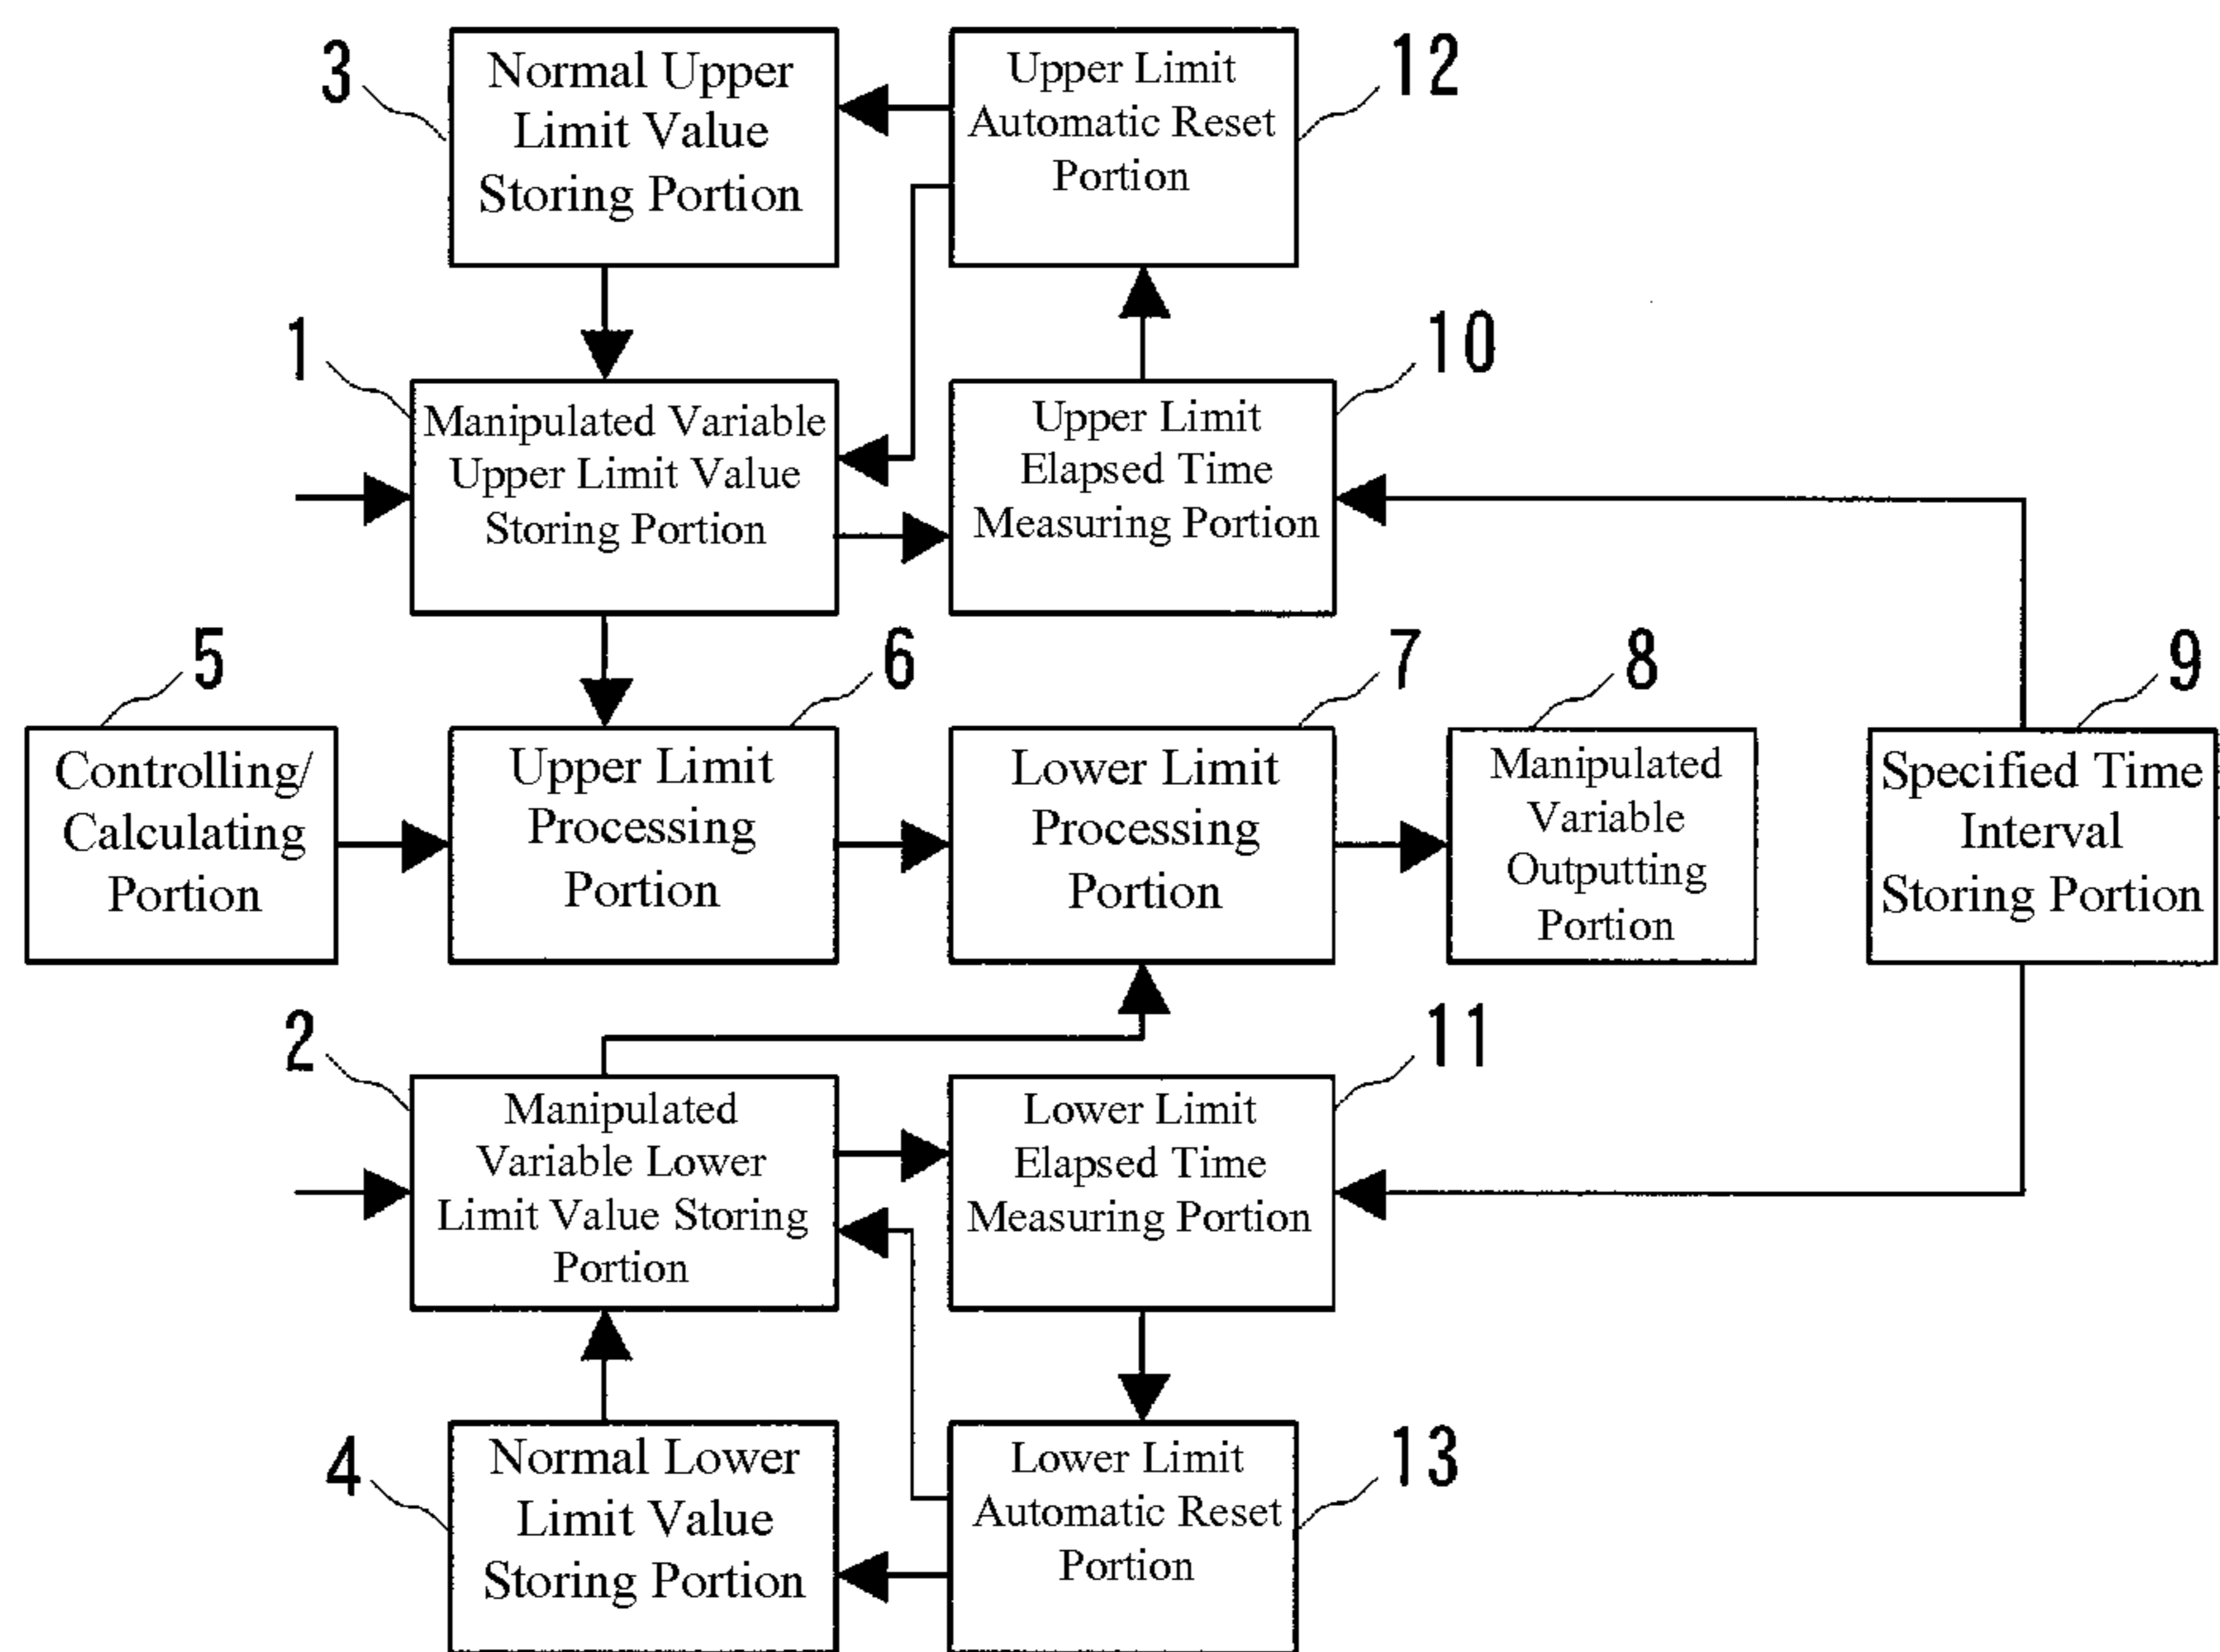 3
Normal Upper
Limit Value
Storing Portion
Upper Limit
Automatic Reset
Portion
12
1
Manipulated Variable
Upper Limit Value
Storing Portion
Upper Limit
Elapsed Time
Measuring Portion
10
5
Controlling/
Calculating
Portion
6
Upper Limit
Processing
Portion
7
Lower Limit
Processing
Portion
8
Manipulated
Variable
Outputting
Portion
9
Specified Time
Interval
Storing Portion
2
Manipulated
Variable Lower
Limit Value Storing
Portion
Lower Limit
Elapsed Time
Measuring Portion
11
4
Normal Lower
Limit Value
Storing Portion
Lower Limit
Automatic Reset
Portion
13